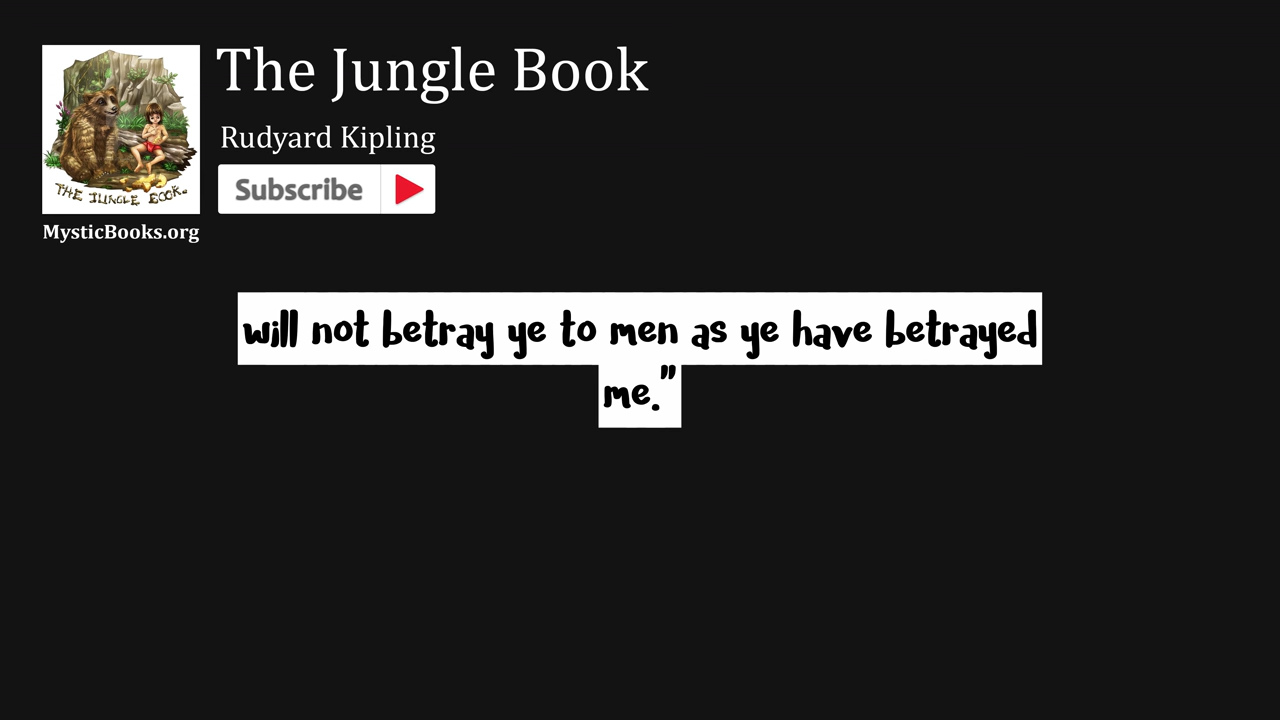 The Jungle Book
Rudyard Kipling
Subscribe
THE JUNGLE BOOK.
MysticBooks.org
will not betray ye to men as ye have betrayed
me."